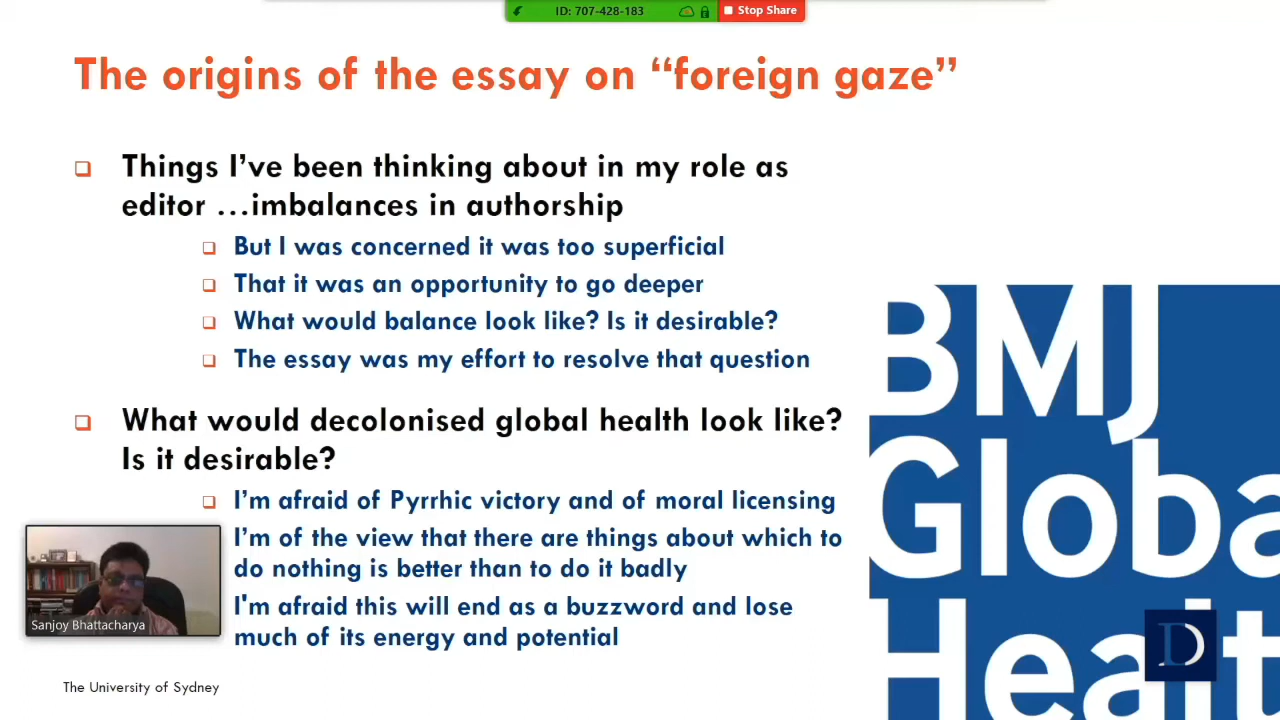 ID: 707-428-183
Stop Share
The origins of the essay on “foreign gaze”
Things I’ve been thinking about in my role as
editor ...imbalances in authorship
But I was concerned it was too superficial
That it was an opportunity to go deeper
What would balance look like? Is it desirable?
The essay was my effort to resolve that question
What would decolonised global health look like?
Is it desirable?
I’m afraid of Pyrrhic victory and of moral licensing
I’m of the view that there are things about which to
do nothing is better than to do it badly
I'm afraid this will end as a buzzword and lose
much of its energy and potential
BMJ
Globa
Healt
D
Sanjoy Bhattacharya
The University of Sydney